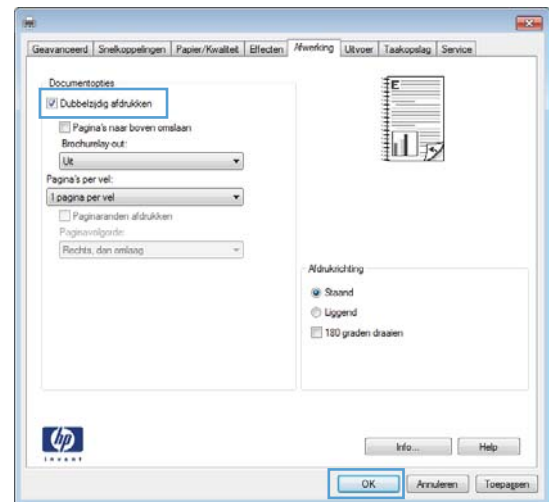 Geavanceerd Snelkoppelingen Papier/Kwaliteit Effecten Afwerking Uitvoer Taakopslag Service
Documentopties
Dubbelzijdig afdrukken
Pagina's naar boven omslaan
Brochurelay-out:
Uit
Pagina's per vel:
1 pagina per vel
Paginaranden afdrukken
Paginavolgorde:
Rechts, dan omlaag
E
Afdrukrichting
Staand
Liggend
180 graden draaien
hp
invent
Info...
Help
OK
Annuleren
Toepassen